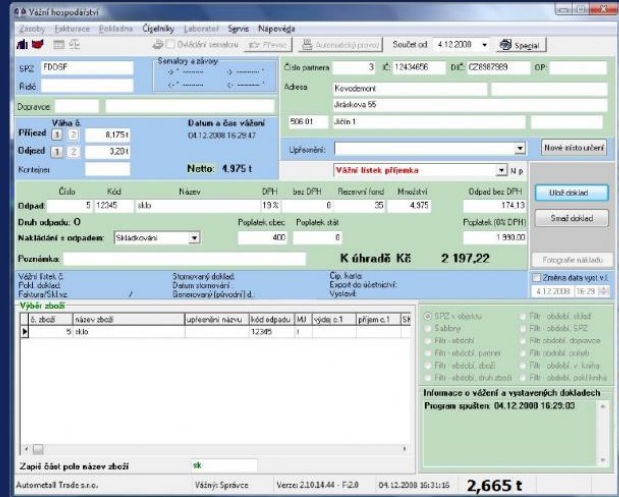 Vážní hospodářství
Zásoby Fakturace Pokladna Číselníky Laboratoř Servis Nápověda
Ovládání semaforu Převoz Automatický provoz Součet od 4.12.2008 Special
SPZ FDOSF Semafory a závory Číslo partnera 3 IČ: 12434656 DIČ: CZ8987989 OP:
Řidič Adresa Kovodemont
Jiráskova 55
Dopravce 506 01 Jičín 1
Váha č. Datum a čas vážení
Příjezd 1 2 8,175 t 04.12.2008 16:29:47
Odjezd 1 2 3,20 t Upřesnění: Nové místo určení
Kontejner Netto: 4,975 t Vážní lístek příjemka N p
Číslo Kód Název DPH bez DPH Rezervní fond Množství Odpad bez DPH
Odpad: 5 12345 sklo 19 % 35 4,975 174,13 Ulož doklad
Druh odpadu: O Poplatek obec Poplatek stát Poplatek (0% DPH) Smaž doklad
Nakládání s odpadem: Skládkování 400 0 1 990,00
Poznámka: K úhradě Kč 2 197,22 Fotografie nákladu
Vážní lístek č. Stornovaný doklad: Čip. karta: Změna data vyst v.l.
Pokl. doklad: Datum stornování : Export do účetnictví: 4.12.2008 16:29
Faktura/Skl.vz / Generovaný (původní) d.: Vystavil:
Výběr zboží
č. zboží název zboží upřesnění názvu kód odpadu MJ výdej c.1 příjem c.1 SK
5 sklo 12345 t
SPZ v objektu Filtr - období, sklad
Šablony Filtr - období, SPZ
Filtr - období Filtr - období, dopravce
Filtr - období, partner Filtr období, pohyb
Filtr - období, zboží Filtr - období, v. kniha
Filtr - období, druh zboží Filtr - období, pokl.kniha
Informace o vážení a vystavených dokladech
Program spuštěn: 04.12.2008 16:29:03
Zapiš část pole název zboží sk
Autometall Trade s.r.o. Vážný: Správce Verze: 2.10.14.44 - F:2.0 04.12.2008 16:31:16 2,665 t